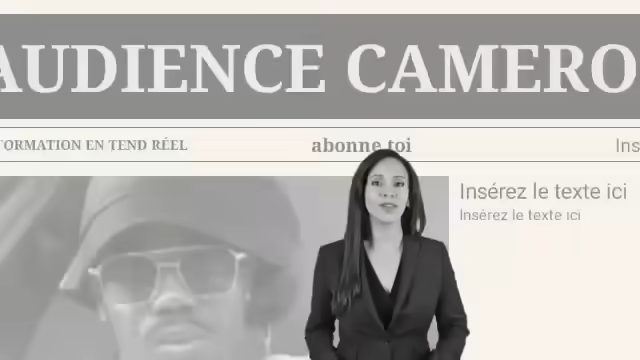 AUDIENCE CAMERO
FORMATION EN TEND RÉEL
abonne toi
Ins
Insérez le texte ici
Insérez le texte ici